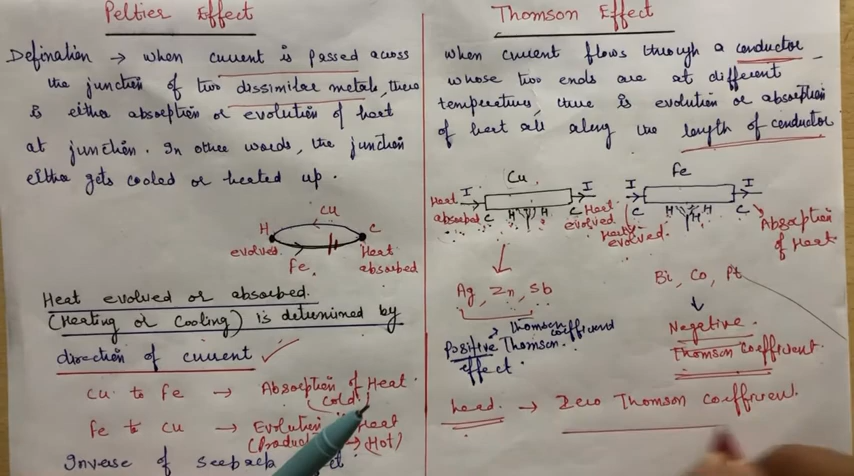 Peltier Effect
Defination → when current is passed across
the junction of two dissimilar metals, there
is either absorption or evolution of heat
at junction. In other words, the junction
either gets cooled or heated up.
Cu
H
C
evolved
Fe
Heat
absorbed
Heat evolved or absorbed.
(Heating or Cooling) is determined by
direction of current
Cu to Fe → Absorption of Heat.
(cold)
Fe to Cu → Evolution Heat
(Produc → (Hot)
Inverse of seeback
Thomson Effect
when current flows through a conductor
whose two ends are at different
temperatures, there is evolution or absorption
of heat all along the length of conductor
Cu
Heat
absorbed
I
I
C H H C
Heat
evolved
Fe
I
I
C H H C
Heat
evolved.
Absorption
of Heat
Ag, Zn, Sb
Thomson coefficient
Positive Thomson.
effect.
Bi, Co, Pt
Negative
Thomson coefficient.
Lead → Zero Thomson coefficient.